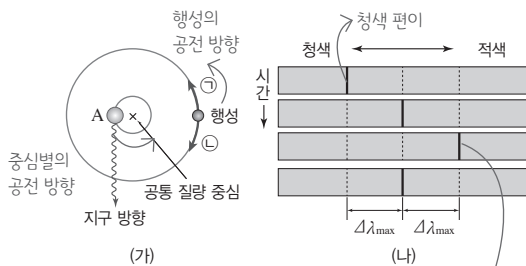 행성의
공전 방향
㉠
A
행성
㉡
중심별의
공전 방향
공통 질량 중심
지구 방향
(가)
청색 편이
청색
적색
시간
Δλmax
Δλmax
(나)